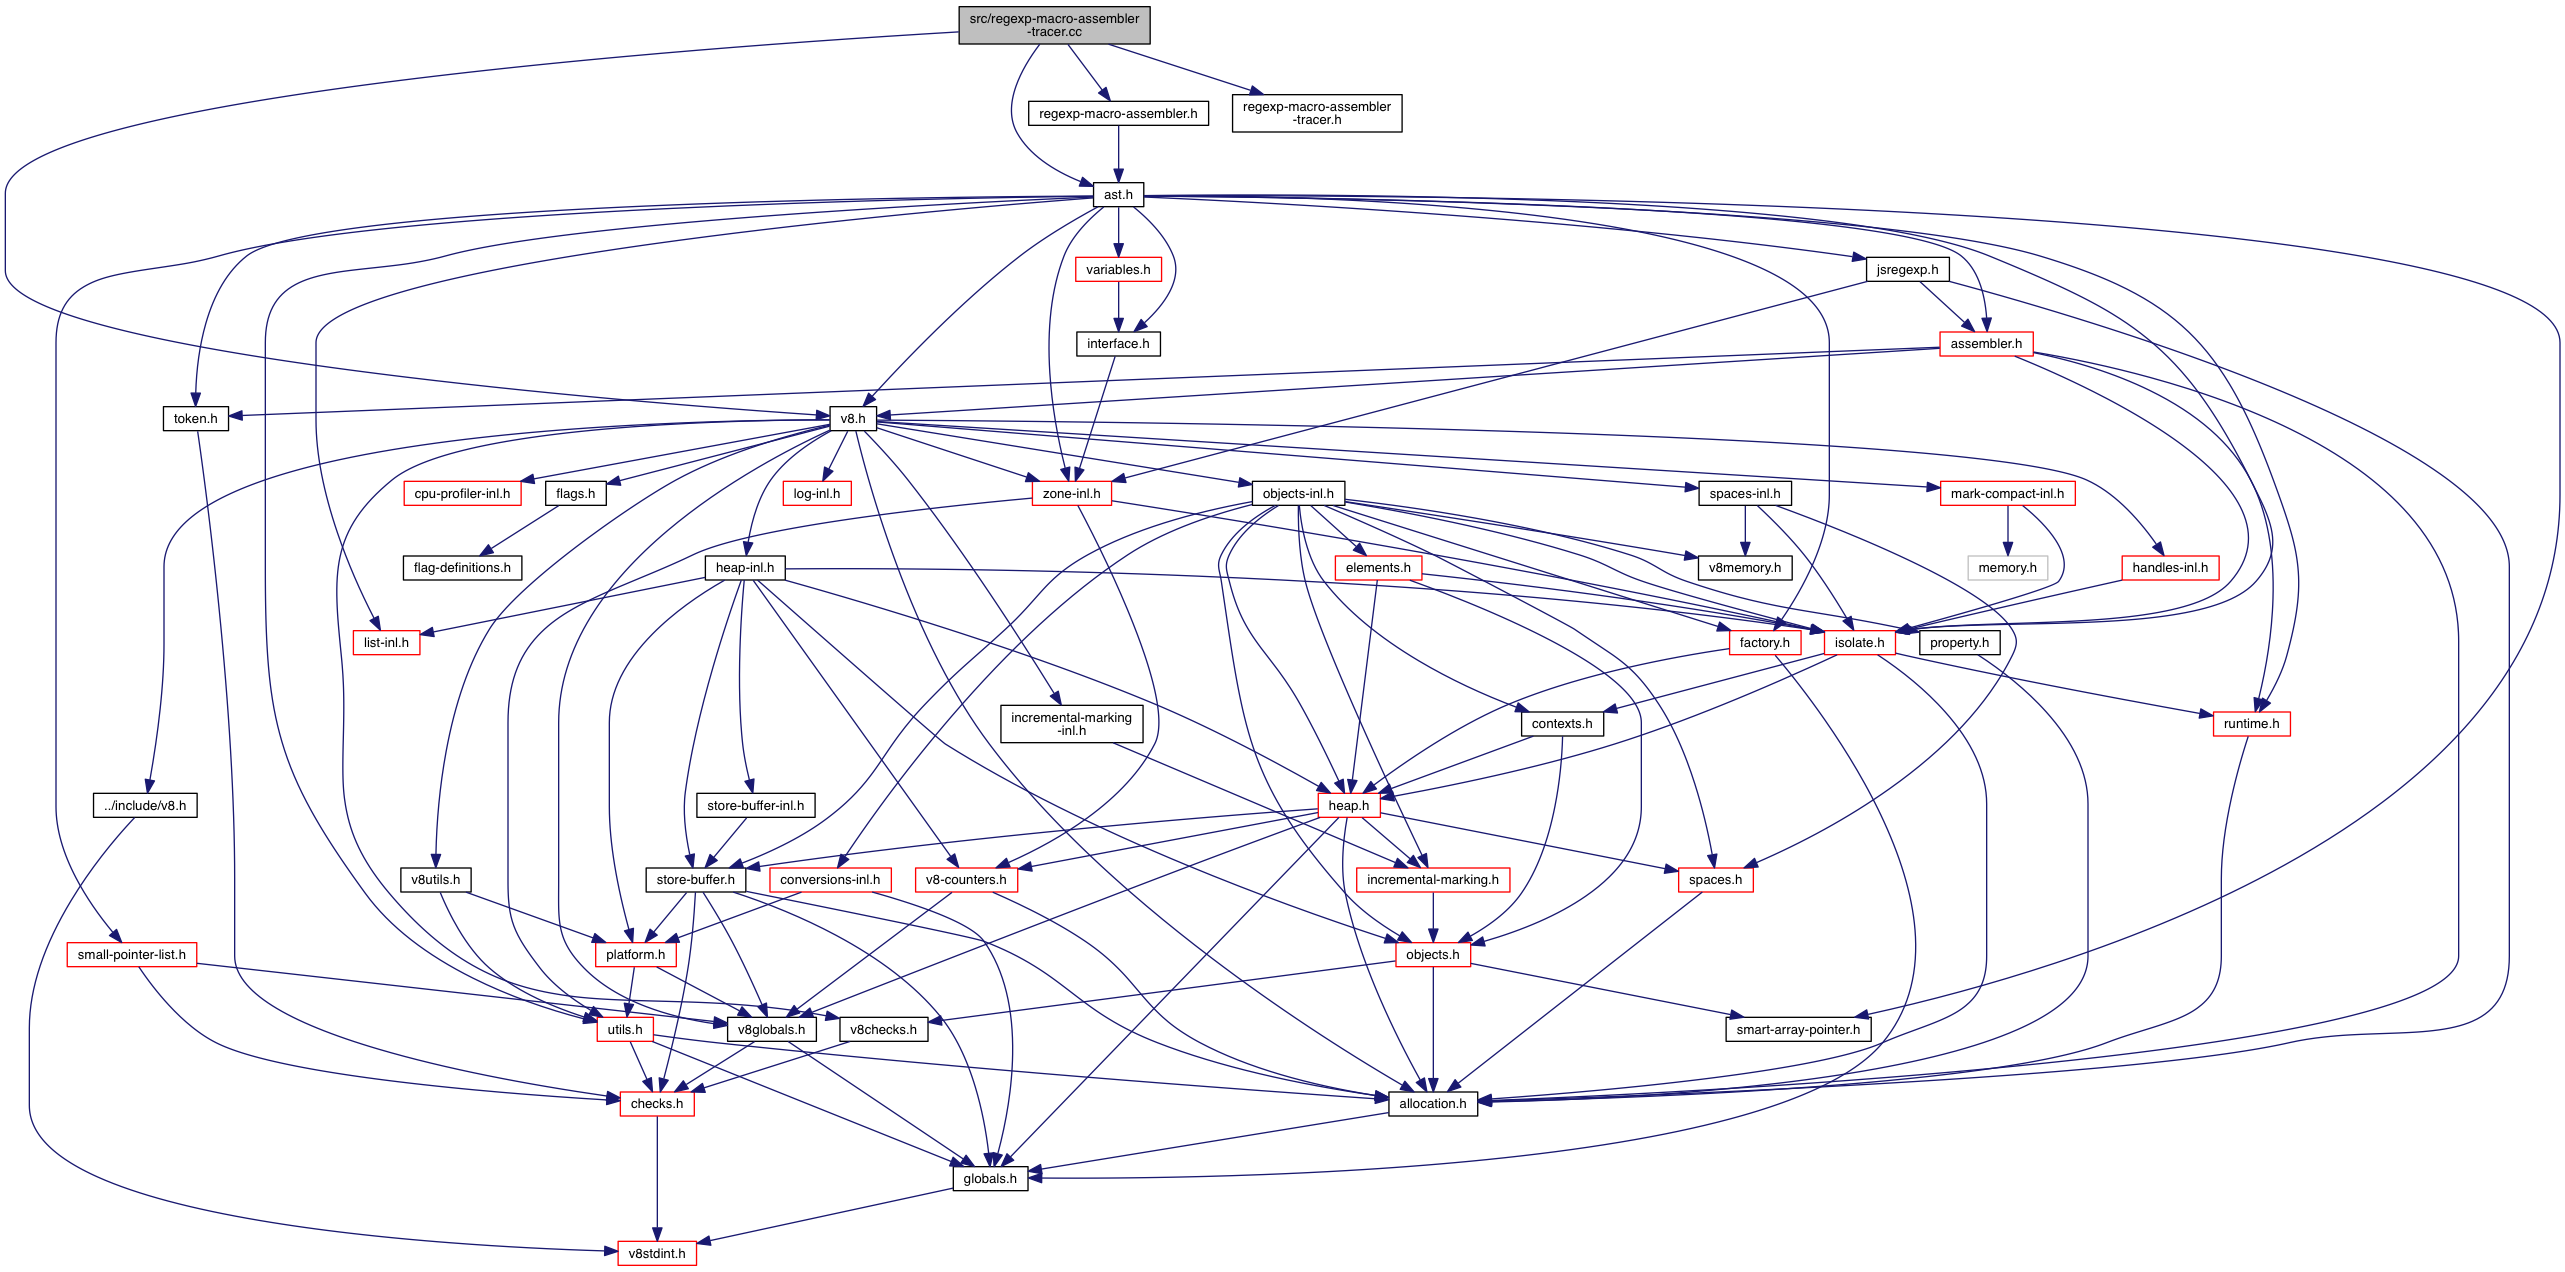 src/regexp-macro-assembler
-tracer.cc
regexp-macro-assembler.h
regexp-macro-assembler
-tracer.h
ast.h
variables.h
jsregexp.h
interface.h
assembler.h
token.h
v8.h
cpu-profiler-inl.h
flags.h
log-inl.h
zone-inl.h
objects-inl.h
spaces-inl.h
mark-compact-inl.h
flag-definitions.h
heap-inl.h
elements.h
v8memory.h
memory.h
handles-inl.h
list-inl.h
factory.h
isolate.h
property.h
incremental-marking
-inl.h
contexts.h
runtime.h
../include/v8.h
store-buffer-inl.h
heap.h
v8utils.h
store-buffer.h
conversions-inl.h
v8-counters.h
incremental-marking.h
spaces.h
small-pointer-list.h
platform.h
objects.h
utils.h
v8globals.h
v8checks.h
smart-array-pointer.h
checks.h
allocation.h
globals.h
v8stdint.h